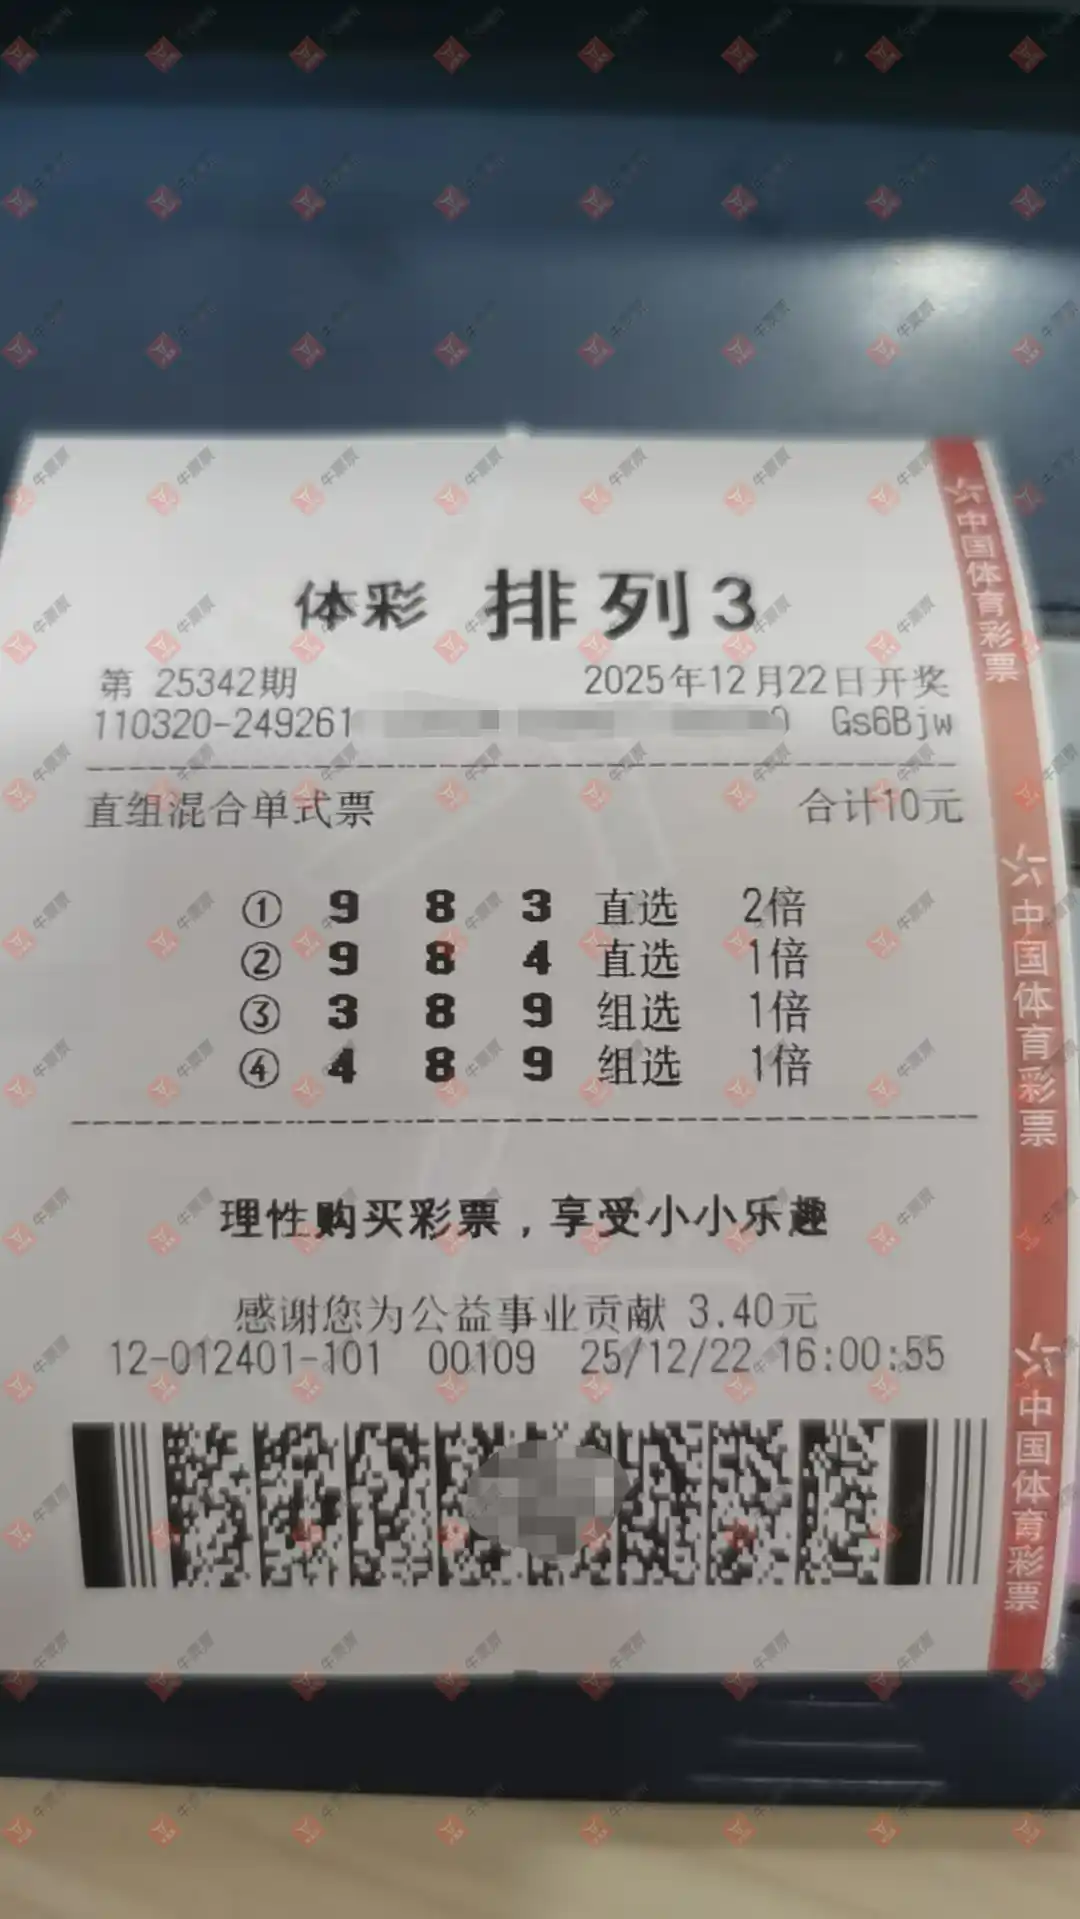 体彩 排列3
第 25342期 2025年12月22日开奖
110320-249261 Gs6Bjw
直组混合单式票 合计10元
① 9 8 3 直选 2倍
② 9 8 4 直选 1倍
③ 3 8 9 组选 1倍
④ 4 8 9 组选 1倍
理性购买彩票，享受小小乐趣
感谢您为公益事业贡献 3.40元
12-012401-101 00109 25/12/22 16:00:55
中国体育彩票
中国体育彩票
中国体育彩票
牛票票